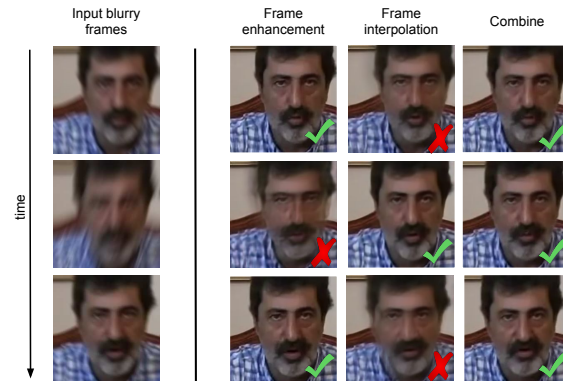 Input blurry
frames
Frame
enhancement
Frame
interpolation
Combine
time